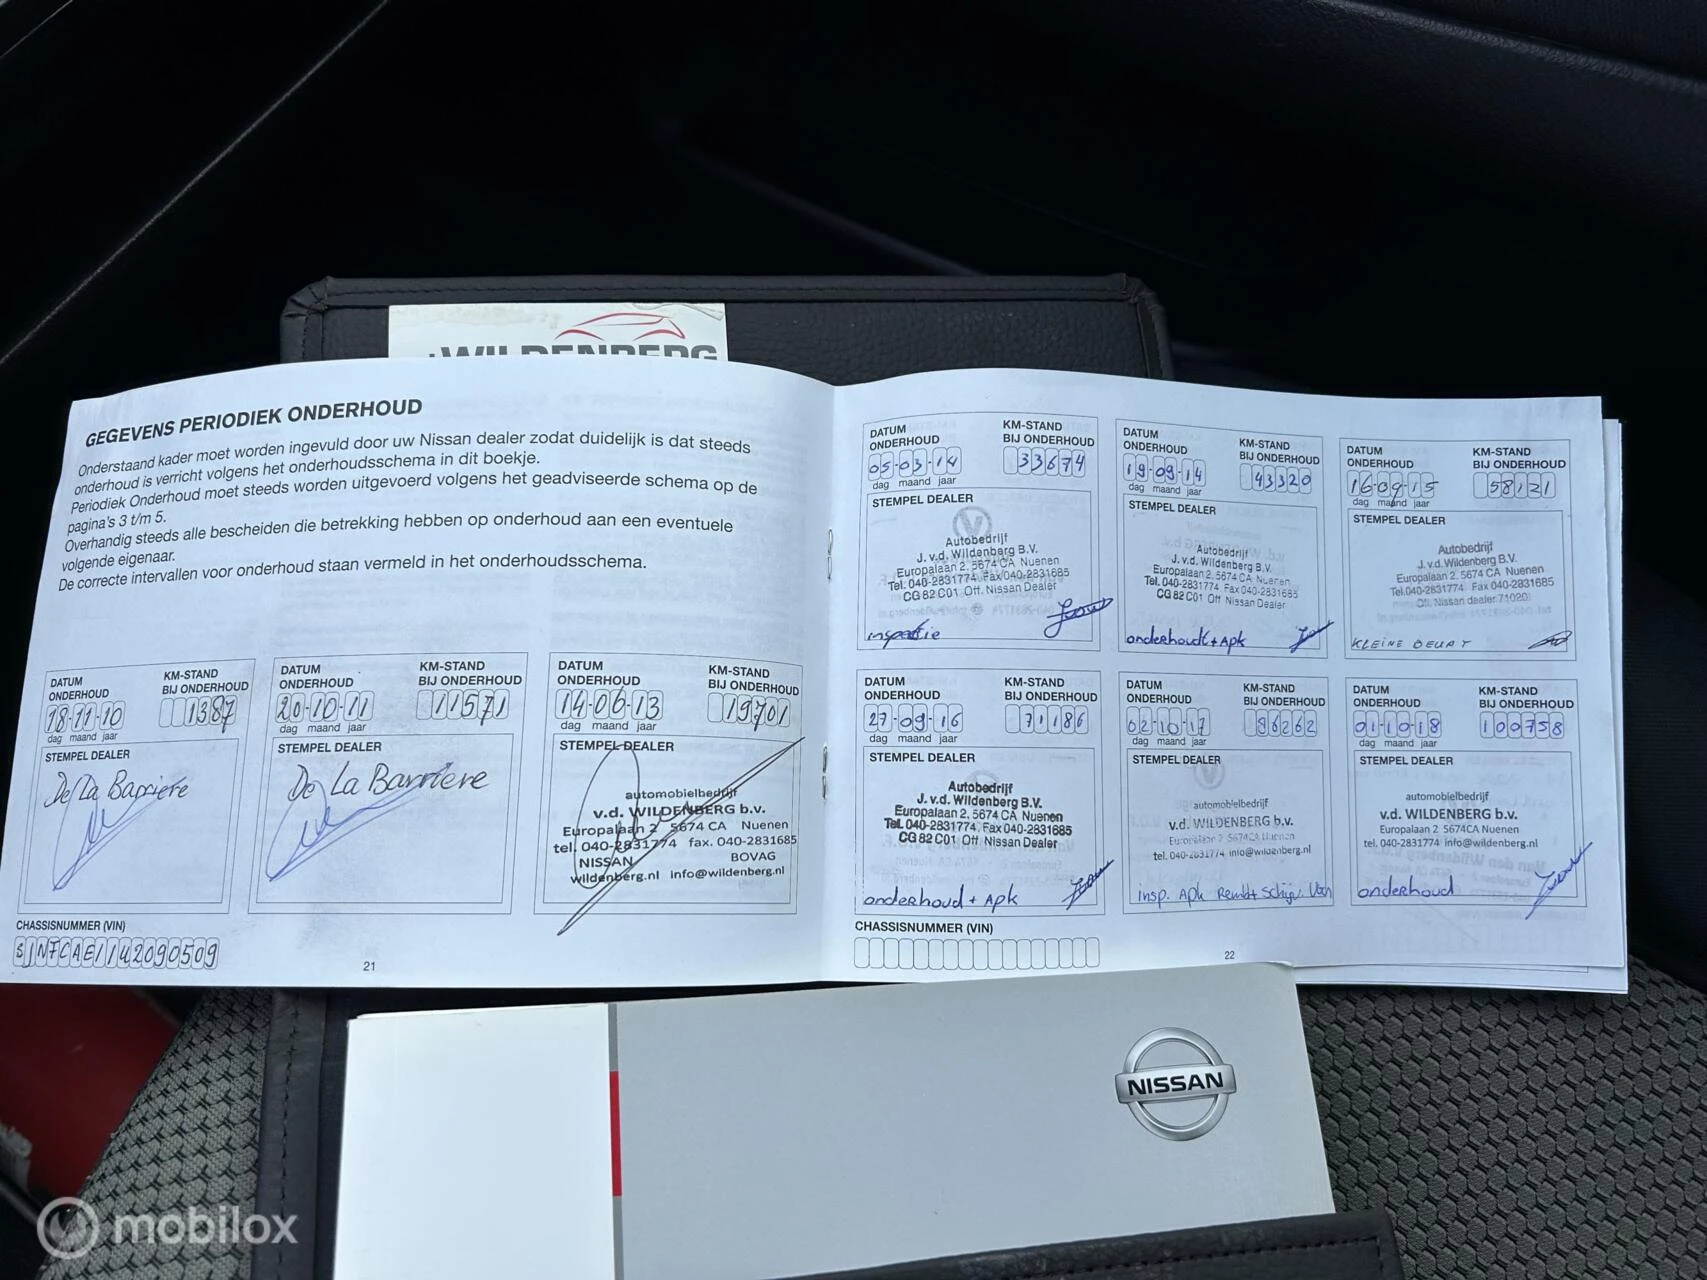 WILDENBERG
GEGEVENS PERIODIEK ONDERHOUD
Onderstaand kader moet worden ingevuld door uw Nissan dealer zodat duidelijk is dat steeds
onderhoud is verricht volgens het onderhoudsschema in dit boekje.
Periodiek Onderhoud moet steeds worden uitgevoerd volgens het geadviseerde schema op de
pagina's 3 t/m 5.
Overhandig steeds alle bescheiden die betrekking hebben op onderhoud aan een eventuele
volgende eigenaar.
De correcte intervallen voor onderhoud staan vermeld in het onderhoudsschema.
DATUM
ONDERHOUD
KM-STAND
BIJ ONDERHOUD
18-11-10
1387
dag maand jaar
STEMPEL DEALER
De La Barriere
DATUM
ONDERHOUD
KM-STAND
BIJ ONDERHOUD
20-10-11
11571
dag maand jaar
STEMPEL DEALER
De La Barriere
DATUM
ONDERHOUD
KM-STAND
BIJ ONDERHOUD
14-06-13
19701
dag maand jaar
STEMPEL DEALER
automobielbedrijf
v.d. WILDENBERG b.v.
Europalaan 2 5674 CA Nuenen
tel. 040-2831774 fax. 040-2831685
NISSAN BOVAG
wildenberg.nl info@wildenberg.nl
CHASSISNUMMER (VIN)
SJNFCAE11U2090509
21
DATUM
ONDERHOUD
KM-STAND
BIJ ONDERHOUD
05-03-14
33674
dag maand jaar
STEMPEL DEALER
Autobedrijf
J. v.d. Wildenberg B.V.
Europalaan 2, 5674 CA Nuenen
Tel. 040-2831774 Fax 040-2831685
CG 82 C01 Off. Nissan Dealer
inspectie
DATUM
ONDERHOUD
KM-STAND
BIJ ONDERHOUD
19-09-14
43320
dag maand jaar
STEMPEL DEALER
Autobedrijf
J. v.d. Wildenberg B.V.
Europalaan 2, 5674 CA Nuenen
Tel. 040-2831774 Fax 040-2831685
CG 82 C01 Off Nissan Dealer
onderhoudt + Apk
DATUM
ONDERHOUD
KM-STAND
BIJ ONDERHOUD
16-09-15
58121
dag maand jaar
STEMPEL DEALER
Autobedrijf
J. v.d. Wildenberg B.V.
Europalaan 2, 5674 CA Nuenen
Tel.040-2831774 Fax 040-2831685
Off. Nissan dealer 71020
KLEINE BEURT
DATUM
ONDERHOUD
KM-STAND
BIJ ONDERHOUD
27-09-16
71186
dag maand jaar
STEMPEL DEALER
Autobedrijf
J. v.d. Wildenberg B.V.
Europalaan 2, 5674 CA Nuenen
Tel. 040-2831774 Fax 040-2831685
CG 82 C01 Off. Nissan Dealer
onderhoud + Apk
DATUM
ONDERHOUD
KM-STAND
BIJ ONDERHOUD
02-10-17
86262
dag maand jaar
STEMPEL DEALER
automobielbedrijf
v.d. WILDENBERG b.v.
Europalaan 2 5674CA Nuenen
tel. 040-2831774 info@wildenberg.nl
insp. Apk Rembl + Schijv. Voor
DATUM
ONDERHOUD
KM-STAND
BIJ ONDERHOUD
01-10-18
100758
dag maand jaar
STEMPEL DEALER
automobielbedrijf
v.d. WILDENBERG b.v.
Europalaan 2 5674CA Nuenen
tel. 040-2831774 info@wildenberg.nl
onderhoud
CHASSISNUMMER (VIN)
22
NISSAN
mobilox